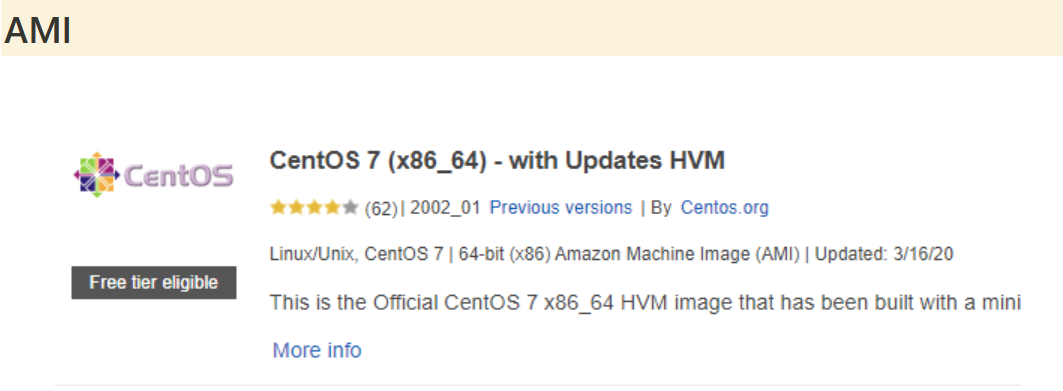 AMI
CentOS
CentOS 7 (x86_64) - with Updates HVM
(62) | 2002_01 Previous versions | By Centos.org
Linux/Unix, CentOS 7 | 64-bit (x86) Amazon Machine Image (AMI) | Updated: 3/16/20
Free tier eligible
This is the Official CentOS 7 x86_64 HVM image that has been built with a mini
More info